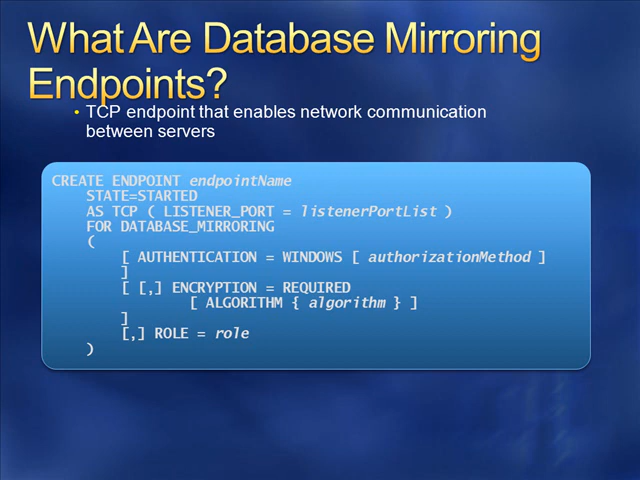 What Are Database Mirroring
Endpoints?
• TCP endpoint that enables network communication
between servers
CREATE ENDPOINT endpointName
STATE=STARTED
AS TCP ( LISTENER_PORT = listenerPortList )
FOR DATABASE_MIRRORING
(
[ AUTHENTICATION = WINDOWS [ authorizationMethod ]
]
[ [,] ENCRYPTION = REQUIRED
[ ALGORITHM { algorithm } ]
]
[,] ROLE = role
)